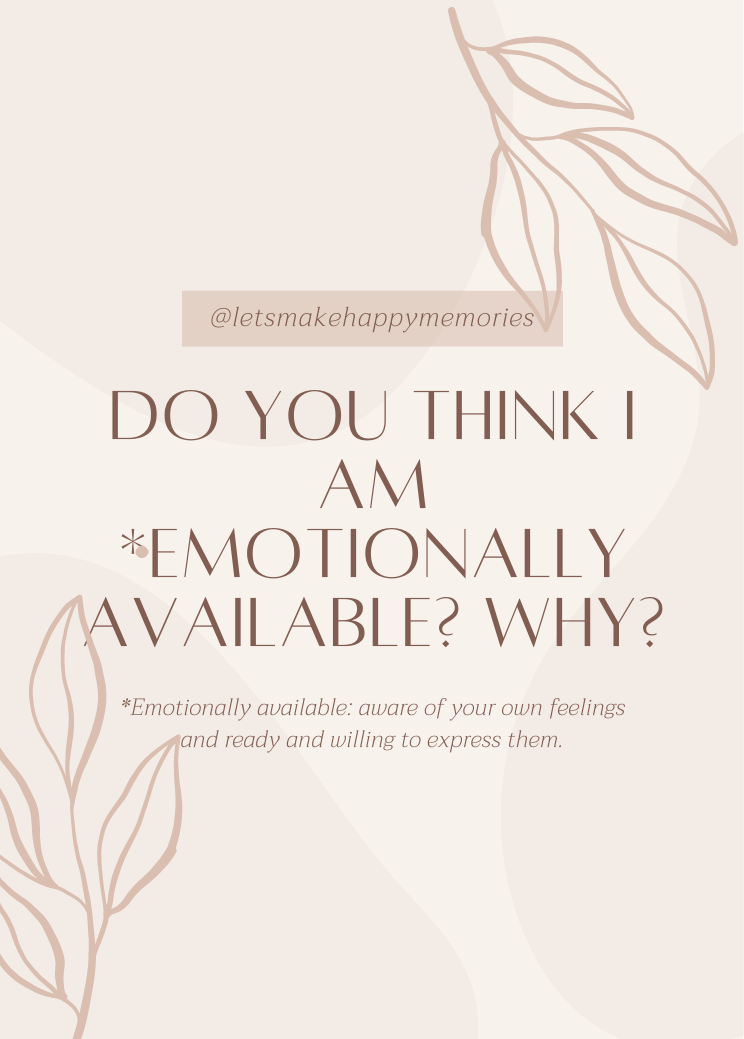 @letsmakehappymemories
DO YOU THINK I
AM
*EMOTIONALLY
AVAILABLE? WHY?
*Emotionally available: aware of your own feelings
and ready and willing to express them.